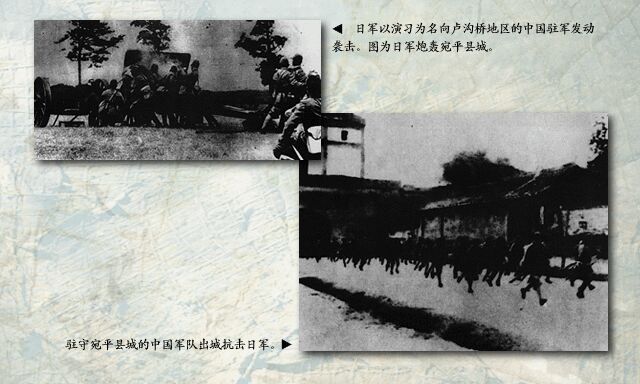 ◀ 日军以演习为名向卢沟桥地区的中国驻军发动
袭击。图为日军炮轰宛平县城。
驻守宛平县城的中国军队出城抗击日军。▶